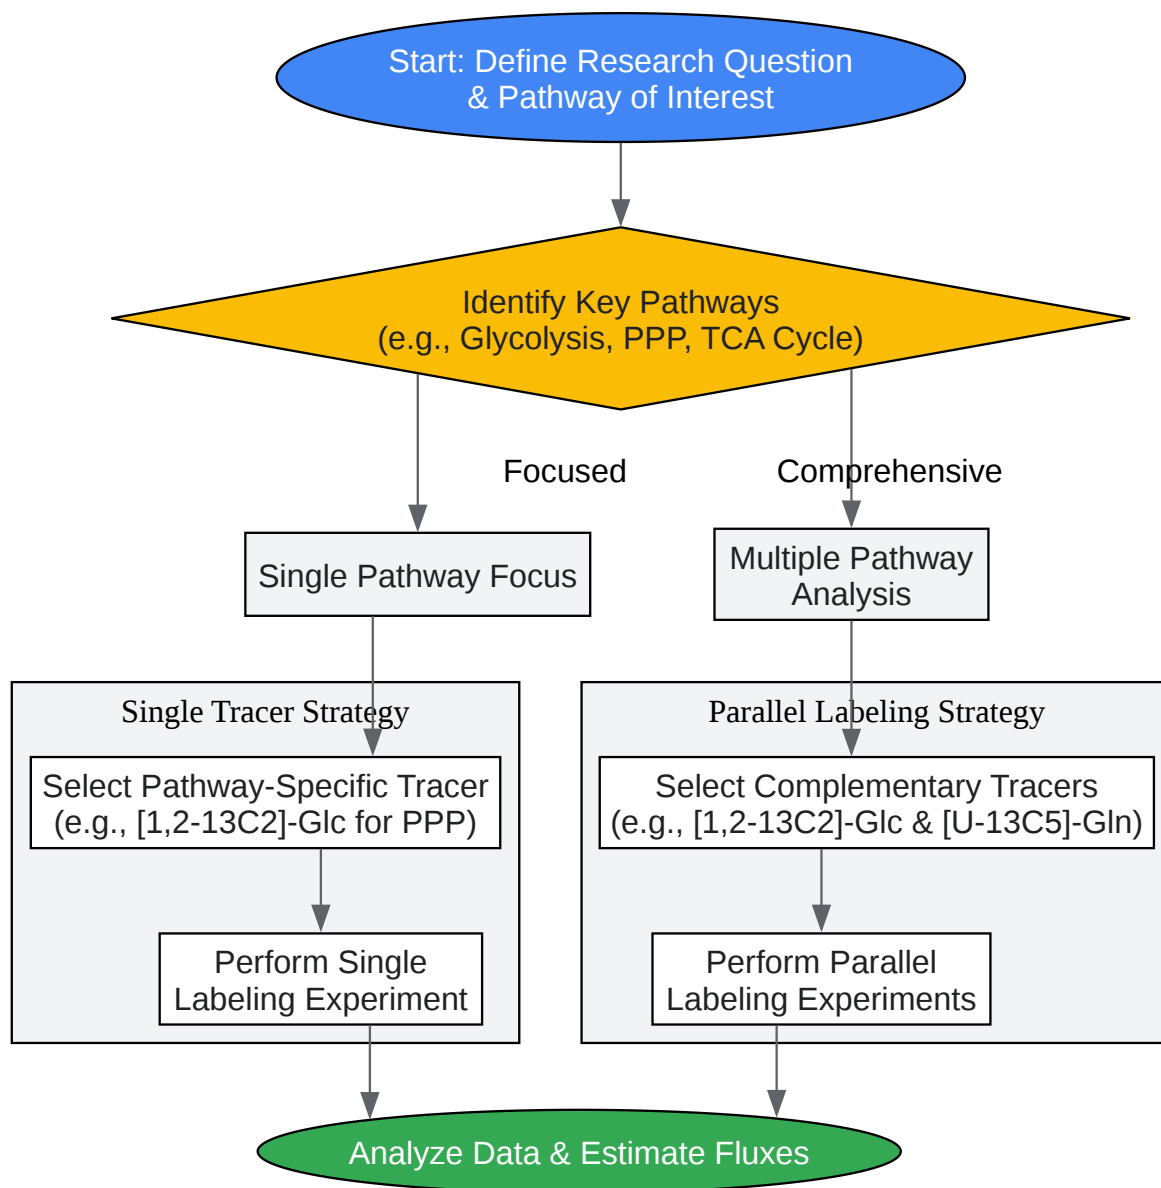 Start: Define Research Question
& Pathway of Interest
Identify Key Pathways
(e.g., Glycolysis, PPP, TCA Cycle)
Focused
Comprehensive
Single Pathway Focus
Multiple Pathway
Analysis
Single Tracer Strategy
Select Pathway-Specific Tracer
(e.g., [1,2-13C2]-Glc for PPP)
Perform Single
Labeling Experiment
Parallel Labeling Strategy
Select Complementary Tracers
(e.g., [1,2-13C2]-Glc & [U-13C5]-Gln)
Perform Parallel
Labeling Experiments
Analyze Data & Estimate Fluxes